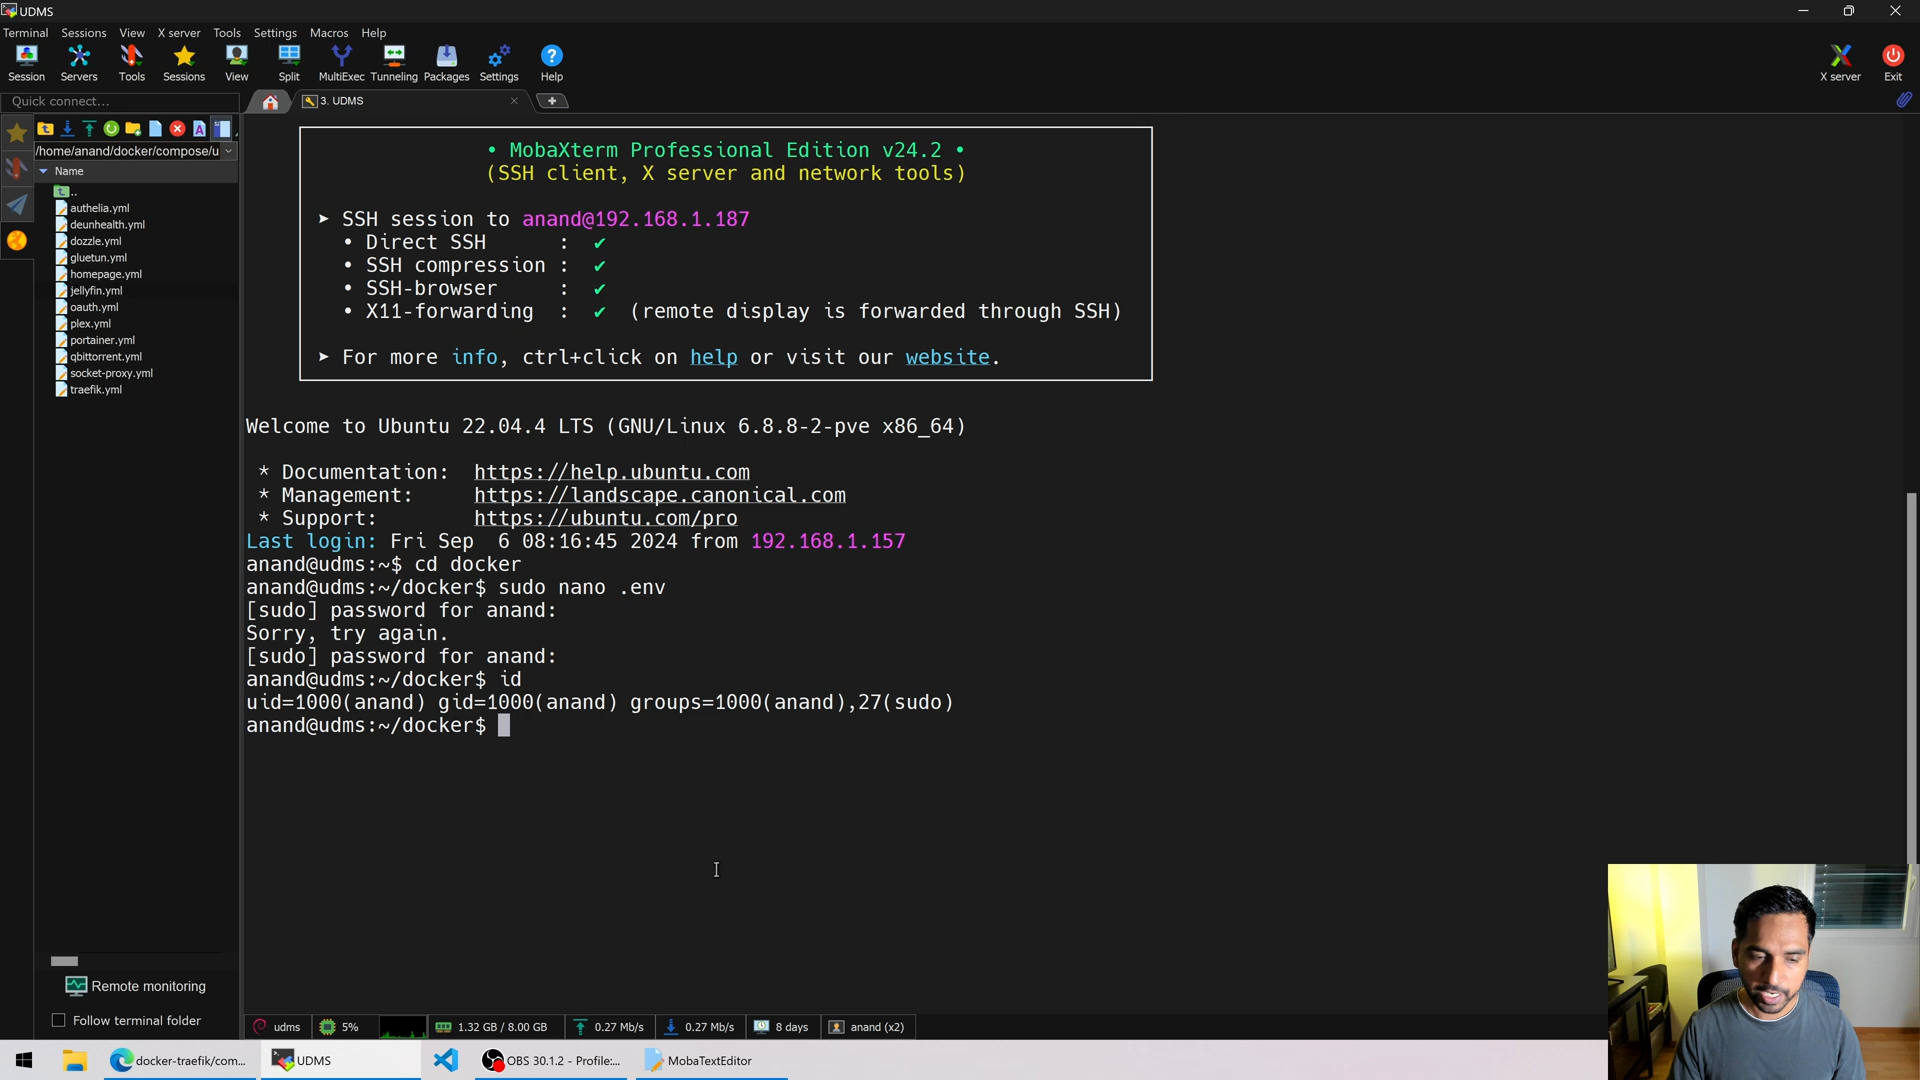 UDMS
Terminal Sessions View X server Tools Settings Macros Help
Session Servers Tools Sessions View Split MultiExec Tunneling Packages Settings Help X server Exit
Quick connect...
3. UDMS
/home/anand/docker/compose/u
Name
..
authelia.yml
deunhealth.yml
dozzle.yml
gluetun.yml
homepage.yml
jellyfin.yml
oauth.yml
plex.yml
portainer.yml
qbittorrent.yml
socket-proxy.yml
traefik.yml
Remote monitoring
Follow terminal folder
• MobaXterm Professional Edition v24.2 •
(SSH client, X server and network tools)
➤ SSH session to anand@192.168.1.187
• Direct SSH : ✔
• SSH compression : ✔
• SSH-browser : ✔
• X11-forwarding : ✔ (remote display is forwarded through SSH)
➤ For more info, ctrl+click on help or visit our website.
Welcome to Ubuntu 22.04.4 LTS (GNU/Linux 6.8.8-2-pve x86_64)
* Documentation: https://help.ubuntu.com
* Management: https://landscape.canonical.com
* Support: https://ubuntu.com/pro
Last login: Fri Sep 6 08:16:45 2024 from 192.168.1.157
anand@udms:~$ cd docker
anand@udms:~/docker$ sudo nano .env
[sudo] password for anand:
Sorry, try again.
[sudo] password for anand:
anand@udms:~/docker$ id
uid=1000(anand) gid=1000(anand) groups=1000(anand),27(sudo)
anand@udms:~/docker$
udms 5% 1.32 GB / 8.00 GB 0.27 Mb/s 0.27 Mb/s 8 days anand (x2)
docker-traefik/com... UDMS OBS 30.1.2 - Profile:... MobaTextEditor